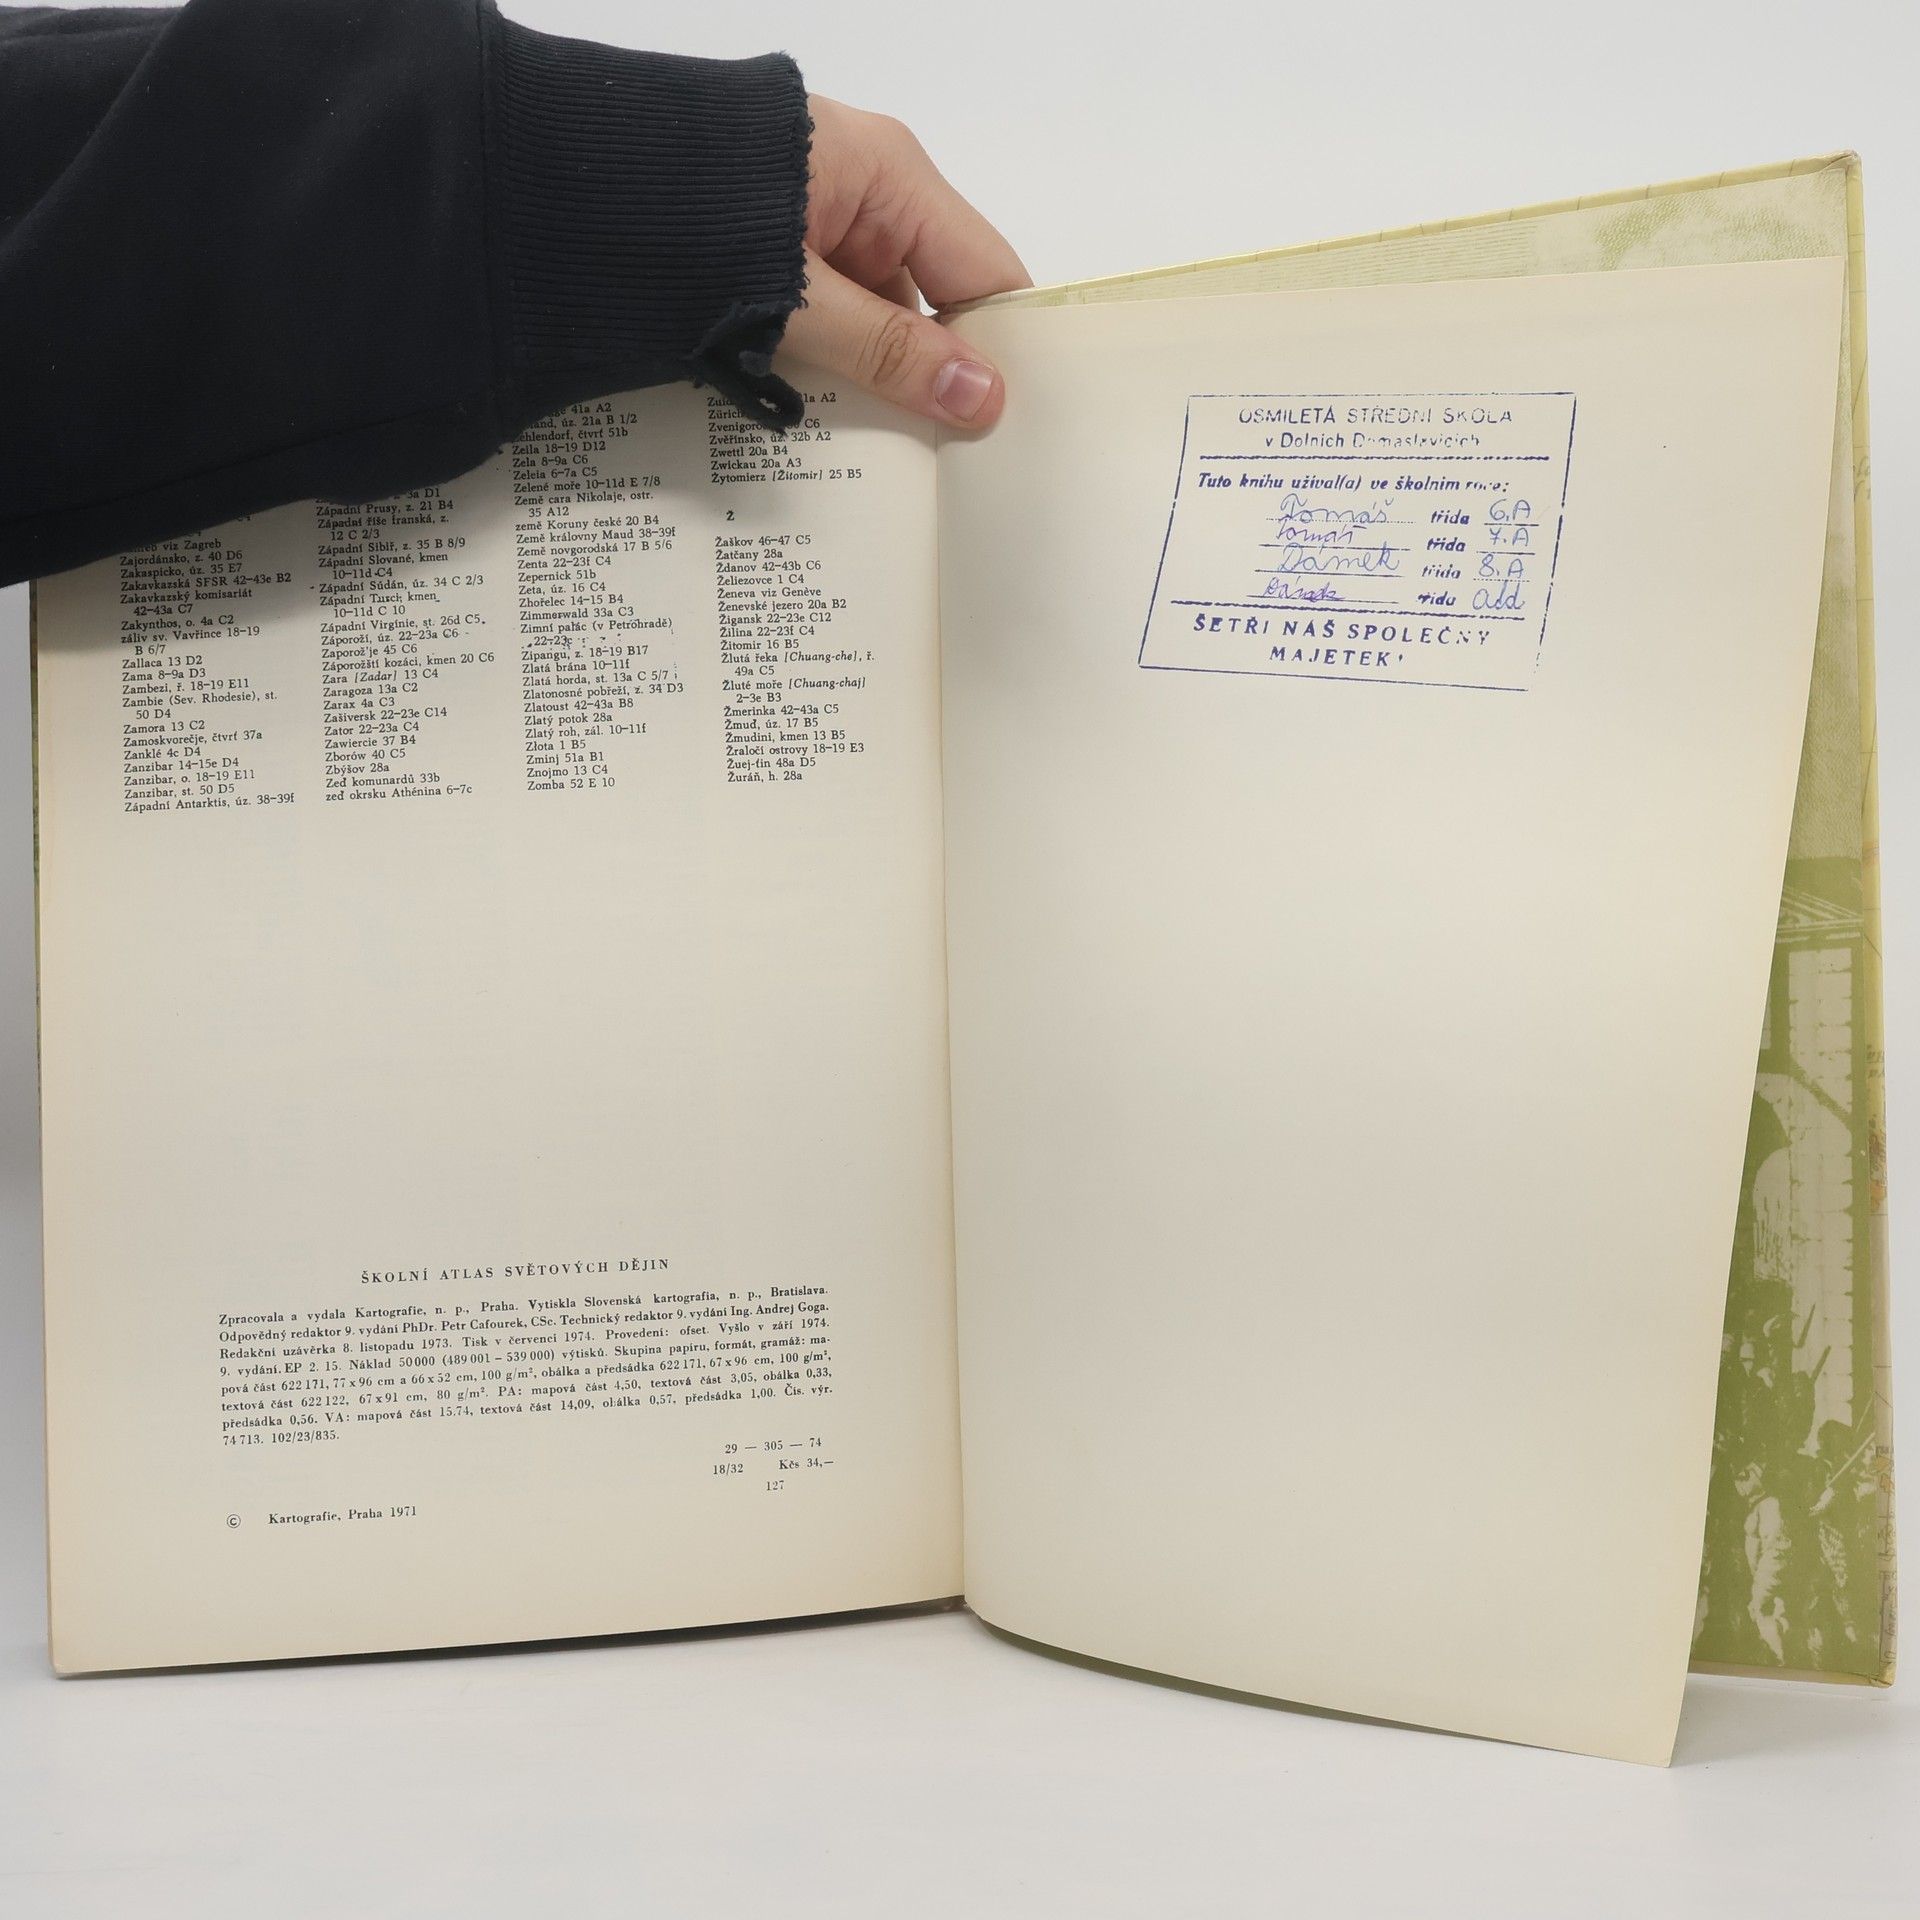 41a A2
úz. 21a B 1/2
čtvrť 51b
Zeila 18-19 D12
Zela 8-9a C6
Zeleia 6-7a C5
Zelené moře 10-11d E 7/8
Země cara Nikolaje, ostr.
35 A12
země Koruny české 20 B4
Země královny Maud 38-39f
Země novgorodská 17 B 5/6
Zenta 22-23f C4
Zepernick 51b
Zeta, úz. 16 C4
Zhořelec 14-15 B4
Zimmerwald 33a C3
Zimní palác (v Petrohradě)
22-23c
Zipangu, z. 18-19 B17
Zlatá brána 10-11f
Zlatá horda, st. 13a C 5/7
Zlatonosné pobřeží, z. 34 D3
Zlatoust 42-43a B8
Zlatý potok 28a
Zlatý roh, zál. 10-11f
Złota 1 B5
Zminj 51a B1
Znojmo 13 C4
Zomba 52 E 10
3a D1
Západní Prusy, z. 21 B4
Západní říše íranská, z.
12 C 2/3
Západní Sibiř, z. 35 B 8/9
Západní Slované, kmen
10-11d C4
Západní Súdán, úz. 34 C 2/3
Západní Turci, kmen
10-11d C 10
Západní Virginie, st. 26d C5
Záporoží, úz. 22-23a C6
Zaporož'je 45 C6
Záporožští kozáci, kmen 20 C6
Zara [Zadar] 13 C4
Zaragoza 13a C2
Zarax 4a C3
Zašiversk 22-23e C14
Zator 22-23a C4
Zawiercie 37 B4
Zborów 40 C5
Zbýšov 28a
Zeď komunardů 33b
zeď okrsku Athénina 6-7c
viz Zagreb
Zajordánsko, z. 40 D6
Zakaspicko, úz. 35 E7
Zakavkazská SFSR 42-43e B2
Zakavkazský komisariát
42-43a C7
Zakynthos, o. 4a C2
záliv sv. Vavřince 18-19
B 6/7
Zallaca 13 D2
Zama 8-9a D3
Zambezi, ř. 18-19 E11
Zambie (Sev. Rhodesie), st.
50 D4
Zamora 13 C2
Zamoskvorečje, čtvrť 37a
Zanklé 4c D4
Zanzibar 14-15e D4
Zanzibar, o. 18-19 E11
Zanzibar, st. 50 D5
Západní Antarktis, úz. 38-39f
A2
C6
Zvěřínsko, úz. 32b A2
Zwettl 20a B4
Zwickau 20a A3
Żytomierz [Žitomir] 25 B5
Ž
Žaškov 46-47 C5
Žatčany 28a
Ždanov 42-43b C6
Želiezovce 1 C4
Ženeva viz Genève
Ženevské jezero 20a B2
Žigansk 22-23e C12
Žilina 22-23f C4
Žitomir 16 B5
Žlutá řeka [Chuang-che], ř.
49a C5
Žluté moře [Chuang-chaj]
2-3e B3
Žmerinka 42-43a C5
Žmuď, úz. 17 B5
Žmudini, kmen 13 B5
Žraločí ostrovy 18-19 E3
Žuej-ťin 48a D5
Žuráň, h. 28a
ŠKOLNÍ ATLAS SVĚTOVÝCH DĚJIN
Zpracovala a vydala Kartografie, n. p., Praha. Vytiskla Slovenská kartografia, n. p., Bratislava.
Odpovědný redaktor 9. vydání PhDr. Petr Cafourek, CSc. Technický redaktor 9. vydání Ing. Andrej Goga.
Redakční uzávěrka 8. listopadu 1973. Tisk v červenci 1974. Provedení: ofset. Vyšlo v září 1974.
9. vydání. EP 2. 15. Náklad 50 000 (489 001 – 539 000) výtisků. Skupina papíru, formát, gramáž: ma-
pová část 622 171, 77 x 96 cm a 66 x 52 cm, 100 g/m², obálka a předsádka 622 171, 67 x 96 cm, 100 g/m²,
textová část 622 122, 67 x 91 cm, 80 g/m². PA: mapová část 4,50, textová část 3,05, obálka 0,33,
předsádka 0,56. VA: mapová část 15,74, textová část 14,09, obálka 0,57, předsádka 1,00. Čís. výr.
74 713. 102/23/835.
29 — 305 — 74
18/32 Kčs 34,—
127
© Kartografie, Praha 1971
OSMILETÁ STŘEDNÍ ŠKOLA
v Dolních Domaslavicích
Tuto knihu užíval(a) ve školním roce:
Tomáš třída 6.A
Tomáš třída 7.A
Dámek třída 8.A
třída
ŠETŘI NÁŠ SPOLEČNÝ
MAJETEK!